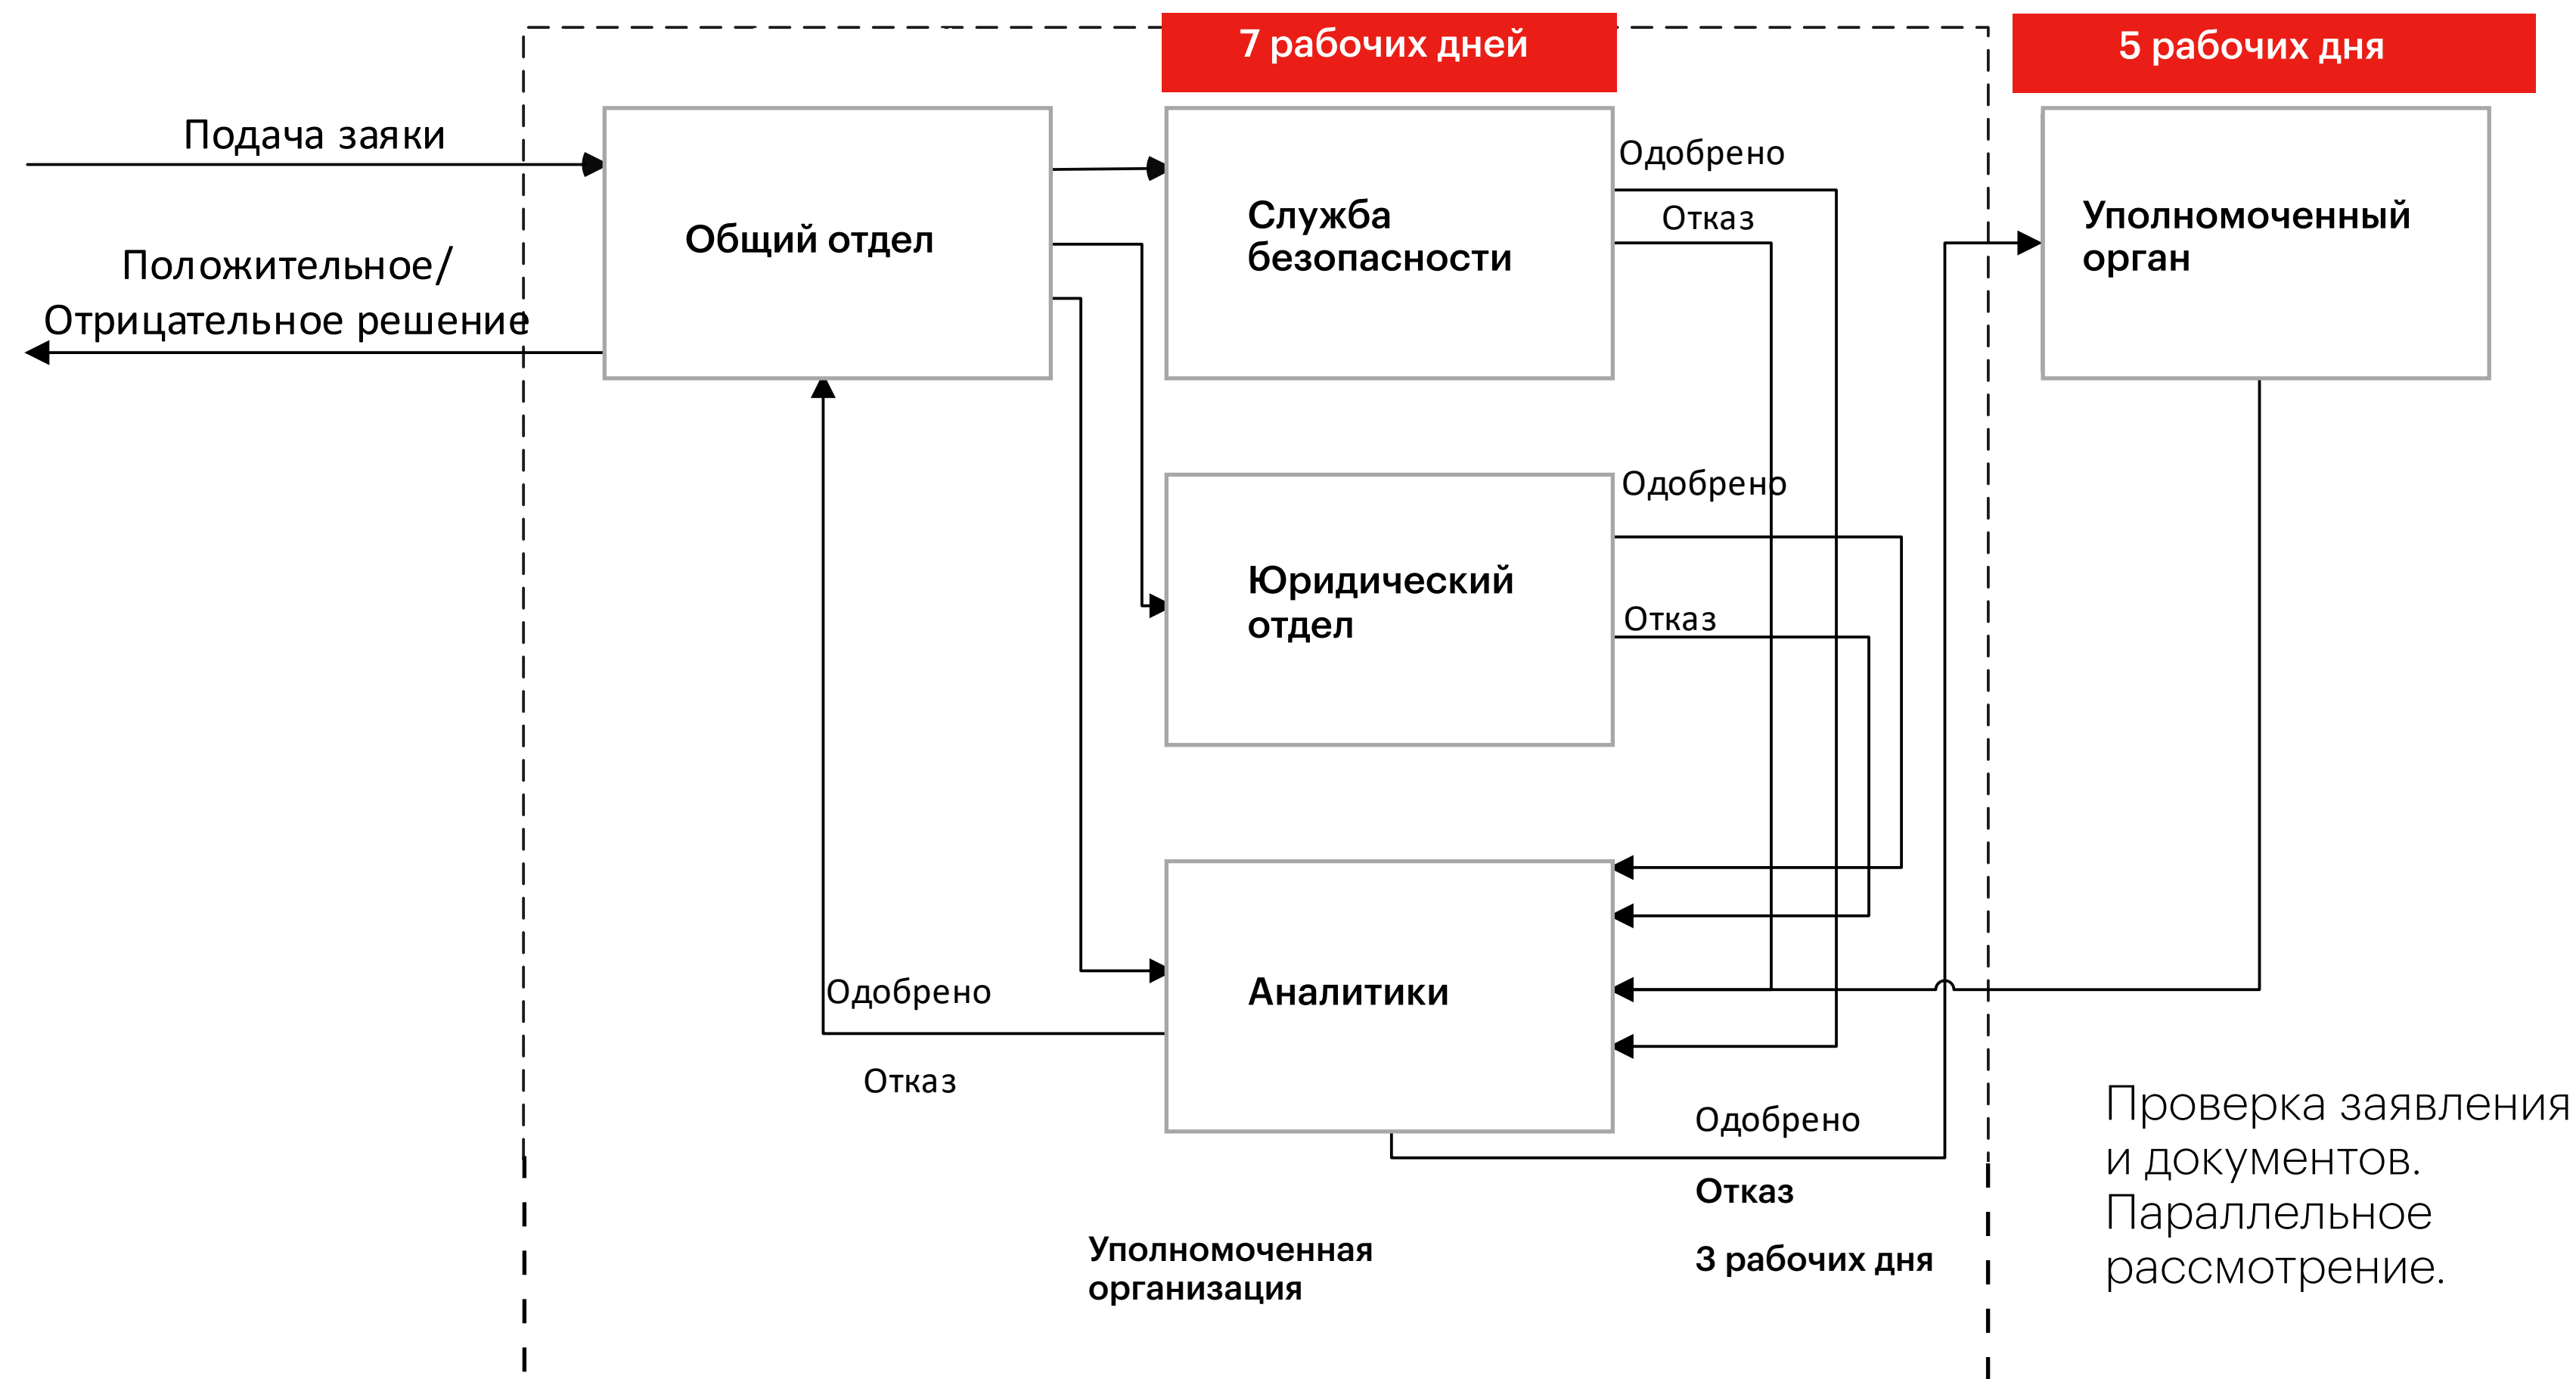 7 рабочих дней
5 рабочих дня
Подача заяки
Положительное/
Отрицательное решение
Общий отдел
Служба
безопасности
Одобрено
Отказ
Уполномоченный
орган
Юридический
отдел
Одобрено
Отказ
Аналитики
Одобрено
Отказ
Одобрено
Отказ
3 рабочих дня
Уполномоченная
организация
Проверка заявления
и документов.
Параллельное
рассмотрение.